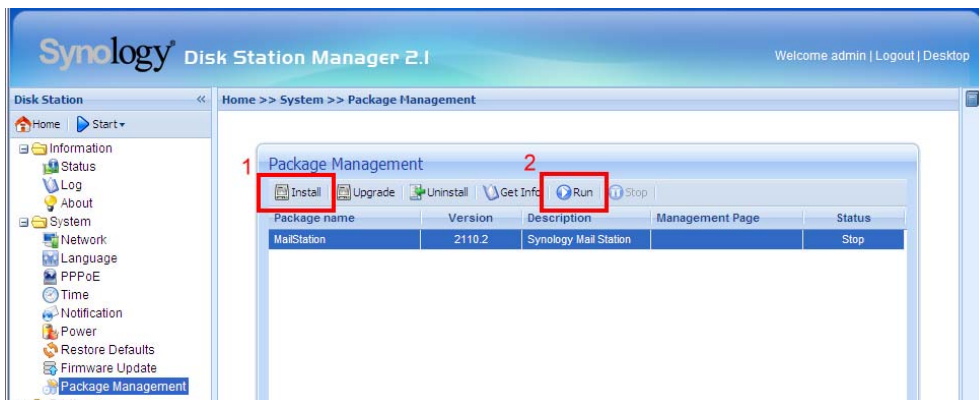 Synology Disk Station Manager 2.1
Welcome admin | Logout | Desktop
Disk Station «
Home >> System >> Package Management
Home Start
Information
Status
Log
About
System
Network
Language
PPPoE
Time
Notification
Power
Restore Defaults
Firmware Update
Package Management
1
Package Management
2
Install Upgrade Uninstall Get Info Run Stop
Package name Version Description Management Page Status
MailStation 2110.2 Synology Mail Station Stop